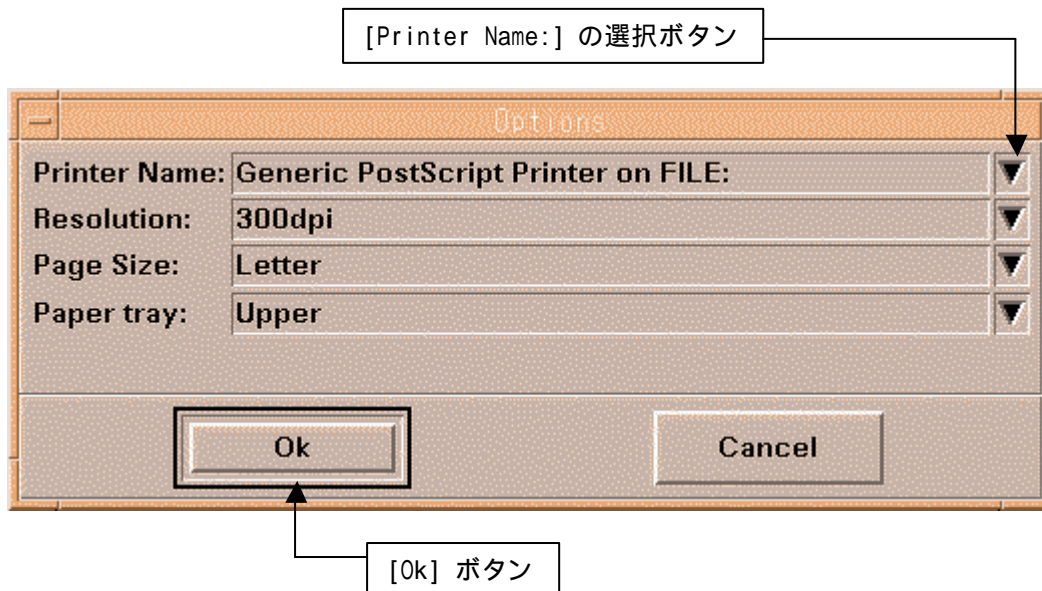 [Printer Name:] の選択ボタン
Options
Printer Name: Generic PostScript Printer on FILE:
Resolution: 300dpi
Page Size: Letter
Paper tray: Upper
Ok Cancel
[Ok] ボタン